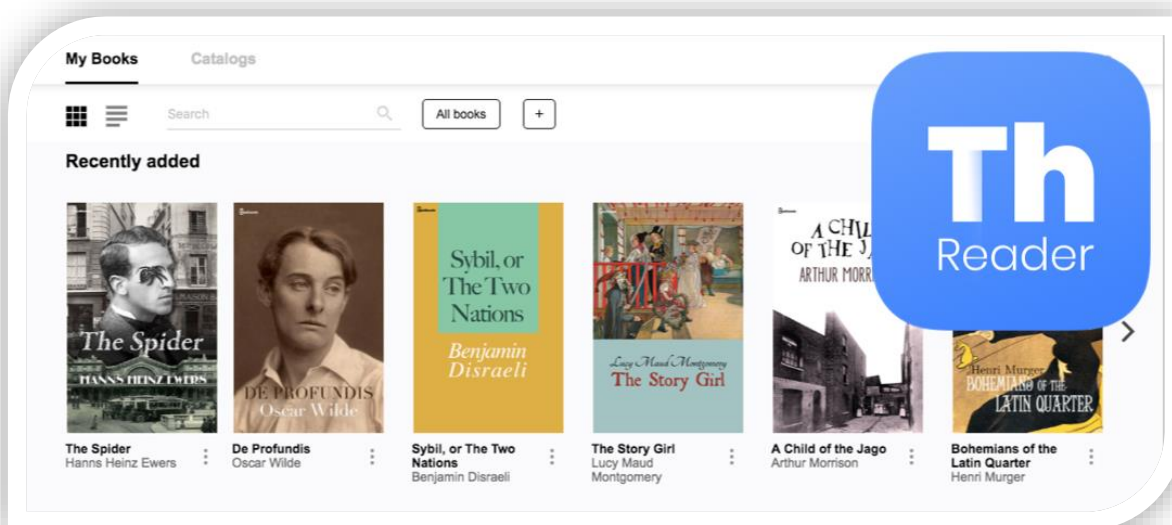 My Books
Catalogs
Search
All books
+
Recently added
Th
Reader
The Spider
HANNS HEINZ EWERS
DE PROFUNDIS
Oscar Wilde
Sybil, or
The Two
Nations
Benjamin
Disraeli
Lucy Maud Montgomery
The Story Girl
A CHIL
OF THE JA
ARTHUR MORR
Henri Murger
BOHEMIANS OF THE
LATIN QUARTER
The Spider
Hanns Heinz Ewers
De Profundis
Oscar Wilde
Sybil, or The Two
Nations
Benjamin Disraeli
The Story Girl
Lucy Maud
Montgomery
A Child of the Jago
Arthur Morrison
Bohemians of the
Latin Quarter
Henri Murger